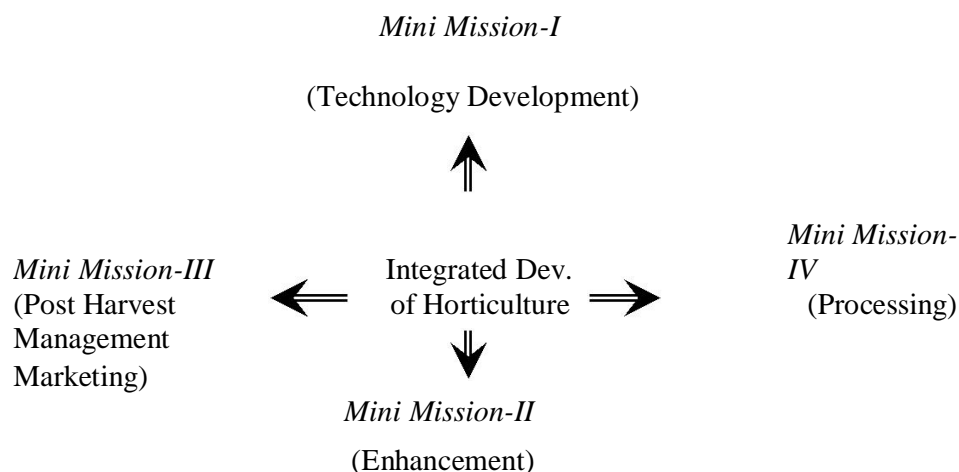 Mini Mission-I
(Technology Development)
Mini Mission-III
(Post Harvest
Management
Marketing)
Integrated Dev.
of Horticulture
Mini Mission-
IV
(Processing)
Mini Mission-II
(Enhancement)